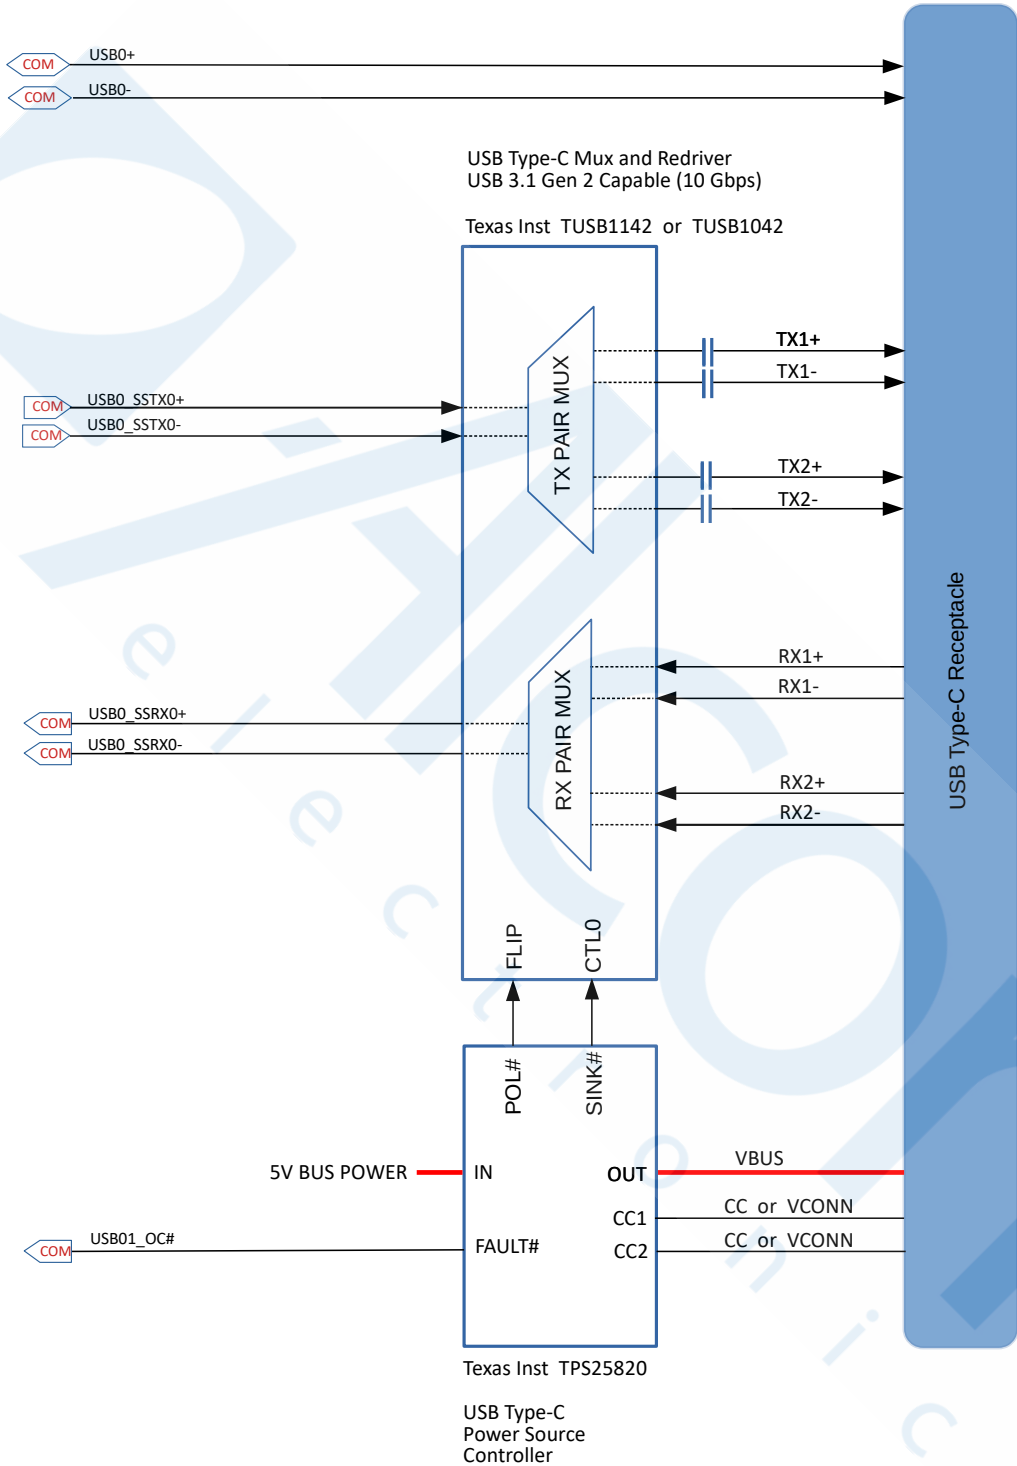 COM
USB0+
COM
USB0-
USB Type-C Mux and Redriver
USB 3.1 Gen 2 Capable (10 Gbps)
Texas Inst TUSB1142 or TUSB1042
TX PAIR MUX
TX1+
TX1-
COM
USB0_SSTX0+
COM
USB0_SSTX0-
TX2+
TX2-
USB Type-C Receptacle
RX PAIR MUX
RX1+
RX1-
COM
USB0_SSRX0+
COM
USB0_SSRX0-
RX2+
RX2-
FLIP
CTL0
POL#
SINK#
5V BUS POWER
IN
OUT
VBUS
CC1
CC or VCONN
COM
USB01_OC#
FAULT#
CC2
CC or VCONN
Texas Inst TPS25820
USB Type-C
Power Source
Controller
electronic